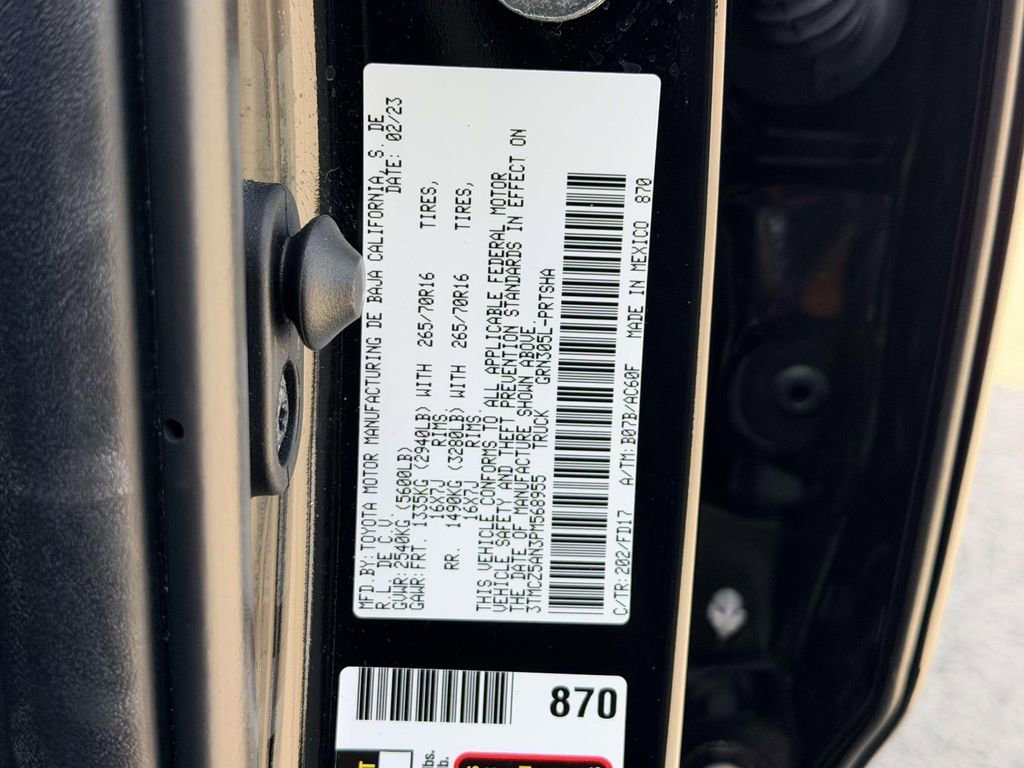 MFD.BY:TOYOTA MOTOR MANUFACTURING DE BAJA CALIFORNIA, S. DE
R. L. DE C.V. DATE: 02/23
GVWR: 2540KG (5600LB)
GAWR:FRT. 1335KG (2940LB) WITH 265/70R16 TIRES,
16X7J RIMS.
RR. 1490KG (3280LB) WITH 265/70R16 TIRES,
16X7J RIMS.
THIS VEHICLE CONFORMS TO ALL APPLICABLE FEDERAL MOTOR
VEHICLE SAFETY AND THEFT PREVENTION STANDARDS IN EFFECT ON
THE DATE OF MANUFACTURE SHOWN ABOVE.
3TMCZ5AN3PM568955 TRUCK GRN305L-PRTSHA
C/TR:202/FD17 A/TM:B07B/AC60F MADE IN MEXICO 870
870
lbs.
lb.